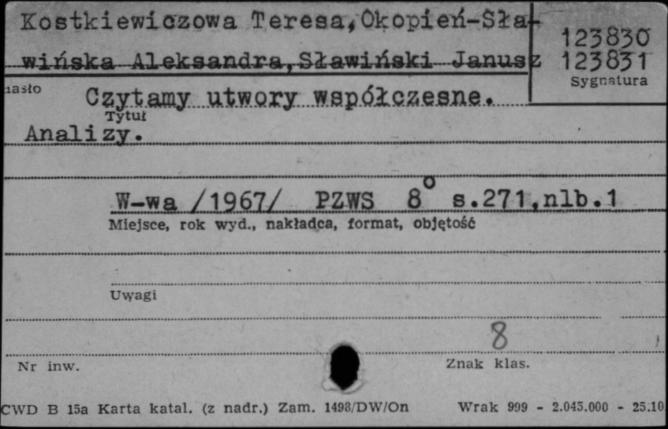 Kostkiewiczowa Teresa,Okopień-Sła-
wińska Aleksandra,Sławiński Janusz
123830
123831
Sygnatura
hasło
Czytamy utwory współczesne.
Tytuł
Analizy.
W-wa /1967/ PZWS 8° s.271,nlb.1
Miejsce, rok wyd., nakładca, format, objętość
Uwagi
8
Nr inw.
Znak klas.
CWD B 15a Karta katal. (z nadr.) Zam. 1498/DW/On Wrak 999 - 2.045.000 - 25.10